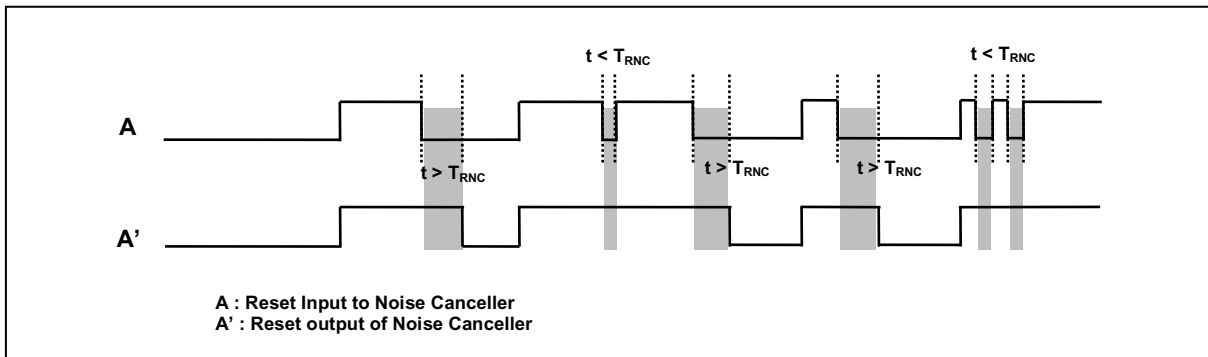 t < TRNC
t < TRNC
A
t > TRNC
t > TRNC
t > TRNC
A’
A : Reset Input to Noise Canceller
A’ : Reset output of Noise Canceller